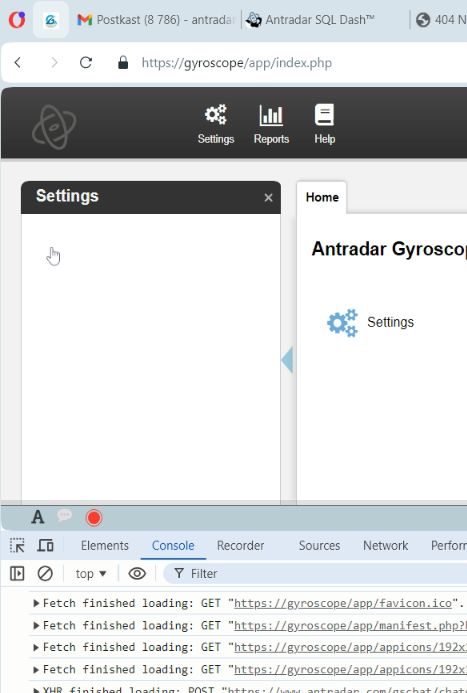 Postkast (8 786) - antradar
Antradar SQL Dash™
404 N
https://gyroscope/app/index.php
Settings
Reports
Help
Settings ×
Home
Antradar Gyroscop
Settings
A
Elements
Console
Recorder
Sources
Network
Perform
top ▼
Filter
Fetch finished loading: GET "https://gyroscope/app/favicon.ico".
Fetch finished loading: GET "https://gyroscope/app/manifest.php?
Fetch finished loading: GET "https://gyroscope/app/appicons/192x
Fetch finished loading: GET "https://gyroscope/app/appicons/192x
XHR finished loading: POST "https://www.antradar.com/gschat/chat